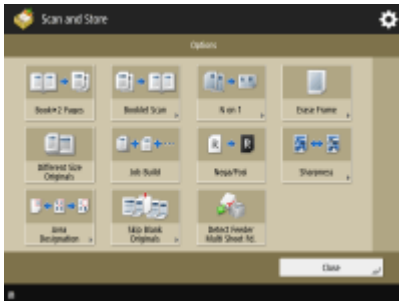 Scan and Store
Options
Book▸2 Pages
Booklet Scan
N on 1
Erase Frame
Different Size
Originals
Job Build
Nega/Posi
Sharpness
Area
Designation
Skip Blank
Originals
Detect Feeder
Multi Sheet Fd.
Close